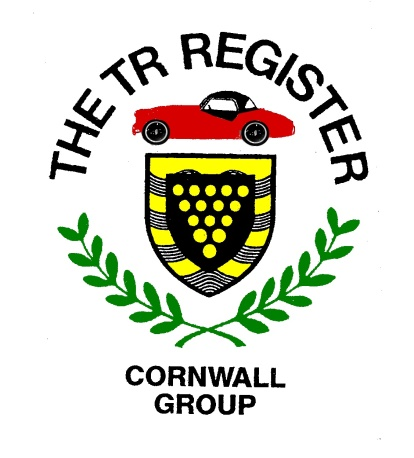 THE TR REGISTER
CORNWALL
GROUP